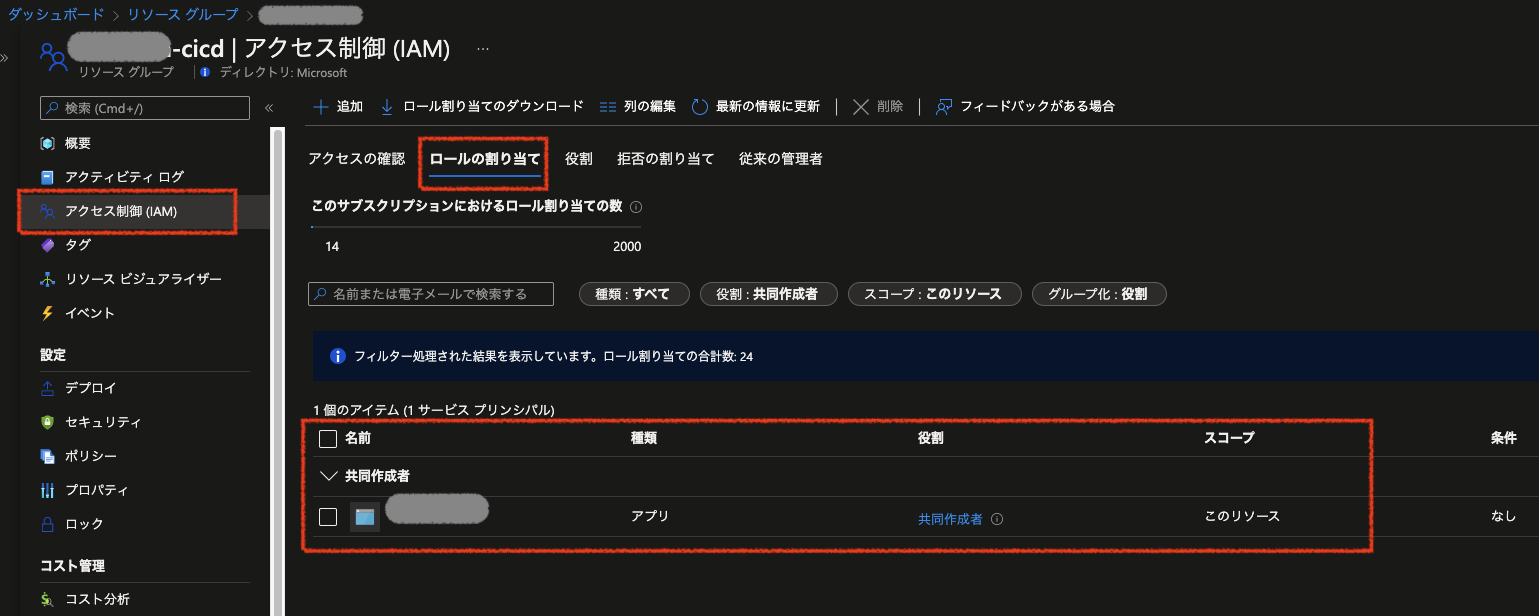 ダッシュボード > リソース グループ >
-cicd | アクセス制御 (IAM) …
リソース グループ | ディレクトリ: Microsoft
検索 (Cmd+/)
概要
アクティビティ ログ
アクセス制御 (IAM)
タグ
リソース ビジュアライザー
イベント
設定
デプロイ
セキュリティ
ポリシー
プロパティ
ロック
コスト管理
コスト分析
追加 ロール割り当てのダウンロード 列の編集 最新の情報に更新 | 削除 | フィードバックがある場合
アクセスの確認 ロールの割り当て 役割 拒否の割り当て 従来の管理者
このサブスクリプションにおけるロール割り当ての数
14 2000
名前または電子メールで検索する 種類 : すべて 役割 : 共同作成者 スコープ : このリソース グループ化 : 役割
フィルター処理された結果を表示しています。ロール割り当ての合計数: 24
1 個のアイテム (1 サービス プリンシパル)
名前 種類 役割 スコープ 条件
共同作成者
アプリ 共同作成者 このリソース なし